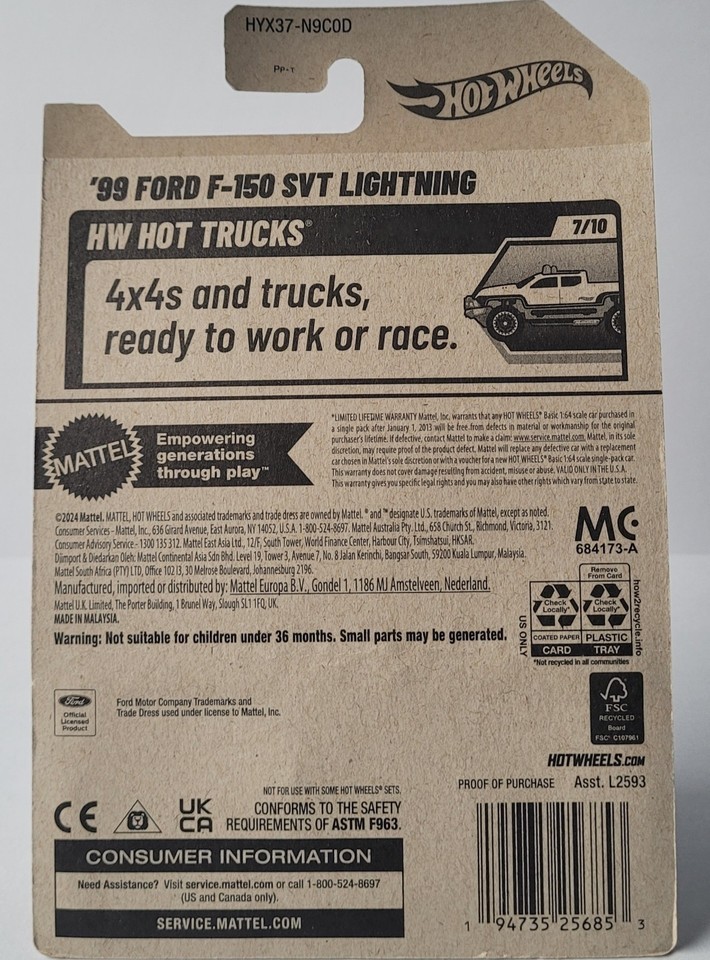 HYX37-N9C0D
PP-1
HOT WHEELS
'99 FORD F-150 SVT LIGHTNING
HW HOT TRUCKS®
7/10
4x4s and trucks,
ready to work or race.
MATTEL
Empowering
generations
through play™
*LIMITED LIFETIME WARRANTY Mattel, Inc. warrants that any HOT WHEELS® Basic 1:64 scale car purchased in
a single pack after January 1, 2013 will be free from defects in material or workmanship for the original
purchaser's lifetime. If defective, contact Mattel to make a claim: www.service.mattel.com. Mattel, in its sole
discretion, may require proof of the product defect. Mattel will replace any defective car with a replacement
car chosen in Mattel's sole discretion or with a voucher for a new HOT WHEELS® Basic 1:64 scale single-pack car.
This warranty does not cover damage resulting from accident, misuse or abuse. VALID ONLY IN THE U.S.A.
This warranty gives you specific legal rights and you may also have other rights which vary from state to state.
©2024 Mattel. MATTEL, HOT WHEELS and associated trademarks and trade dress are owned by Mattel. ® and ™ designate U.S. trademarks of Mattel, except as noted.
Consumer Services - Mattel, Inc., 636 Girard Avenue, East Aurora, NY 14052, U.S.A. 1-800-524-8697. Mattel Australia Pty. Ltd., 658 Church St., Richmond, Victoria, 3121.
Consumer Advisory Service - 1300 135 312. Mattel East Asia Ltd., 12/F, South Tower, World Finance Center, Harbour City, Tsimshatsui, HKSAR.
Diimport & Diedarkan Oleh: Mattel Continental Asia Sdn Bhd. Level 19, Tower 3, Avenue 7, No. 8 Jalan Kerinchi, Bangsar South, 59200 Kuala Lumpur, Malaysia.
Mattel South Africa (PTY) LTD, Office 102 I3, 30 Melrose Boulevard, Johannesburg 2196.
Manufactured, imported or distributed by: Mattel Europa B.V., Gondel 1, 1186 MJ Amstelveen, Nederland.
Mattel U.K. Limited, The Porter Building, 1 Brunel Way, Slough SL1 1FQ, UK.
MADE IN MALAYSIA.
Warning: Not suitable for children under 36 months. Small parts may be generated.
MC
684173-A
Remove
From Card
Check
Locally*
Check
Locally*
COATED PAPER
PLASTIC
CARD
TRAY
US ONLY
how2recycle.info
*Not recycled in all communities
Ford
Official
Licensed
Product
Ford Motor Company Trademarks and
Trade Dress used under license to Mattel, Inc.
FSC
RECYCLED
Board
FSC® C107961
HOTWHEELS.COM
PROOF OF PURCHASE Asst. L2593
NOT FOR USE WITH SOME HOT WHEELS® SETS.
CE
UK
CA
CONFORMS TO THE SAFETY
REQUIREMENTS OF ASTM F963.
CONSUMER INFORMATION
Need Assistance? Visit service.mattel.com or call 1-800-524-8697
(US and Canada only).
SERVICE.MATTEL.COM
1 94735 25685 3